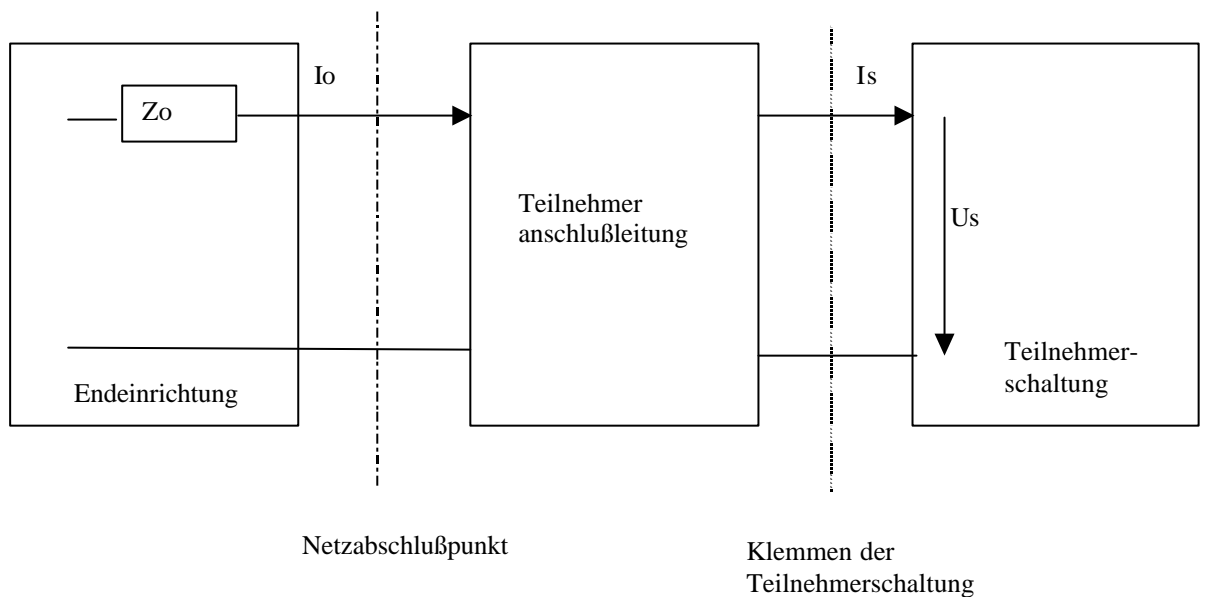 Io
Is
Zo
Teilnehmer
anschlußleitung
Us
Teilnehmer-
schaltung
Endeinrichtung
Netzabschlußpunkt
Klemmen der
Teilnehmerschaltung